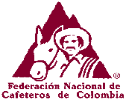 ®
Federación Nacional de
Cafeteros de Colombia